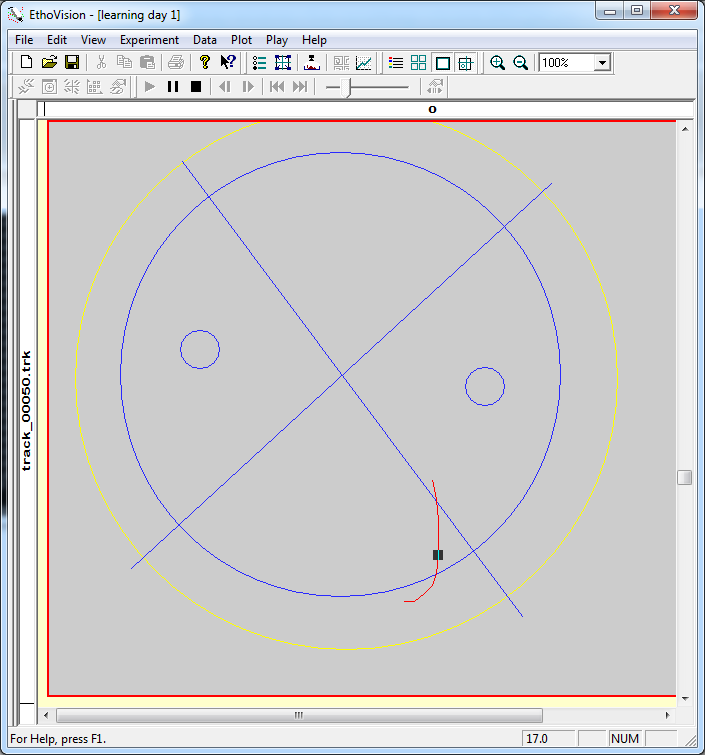 EthoVision - [learning day 1]
File Edit View Experiment Data Plot Play Help
100%
O
track_00050.trk
For Help, press F1.
17.0
NUM